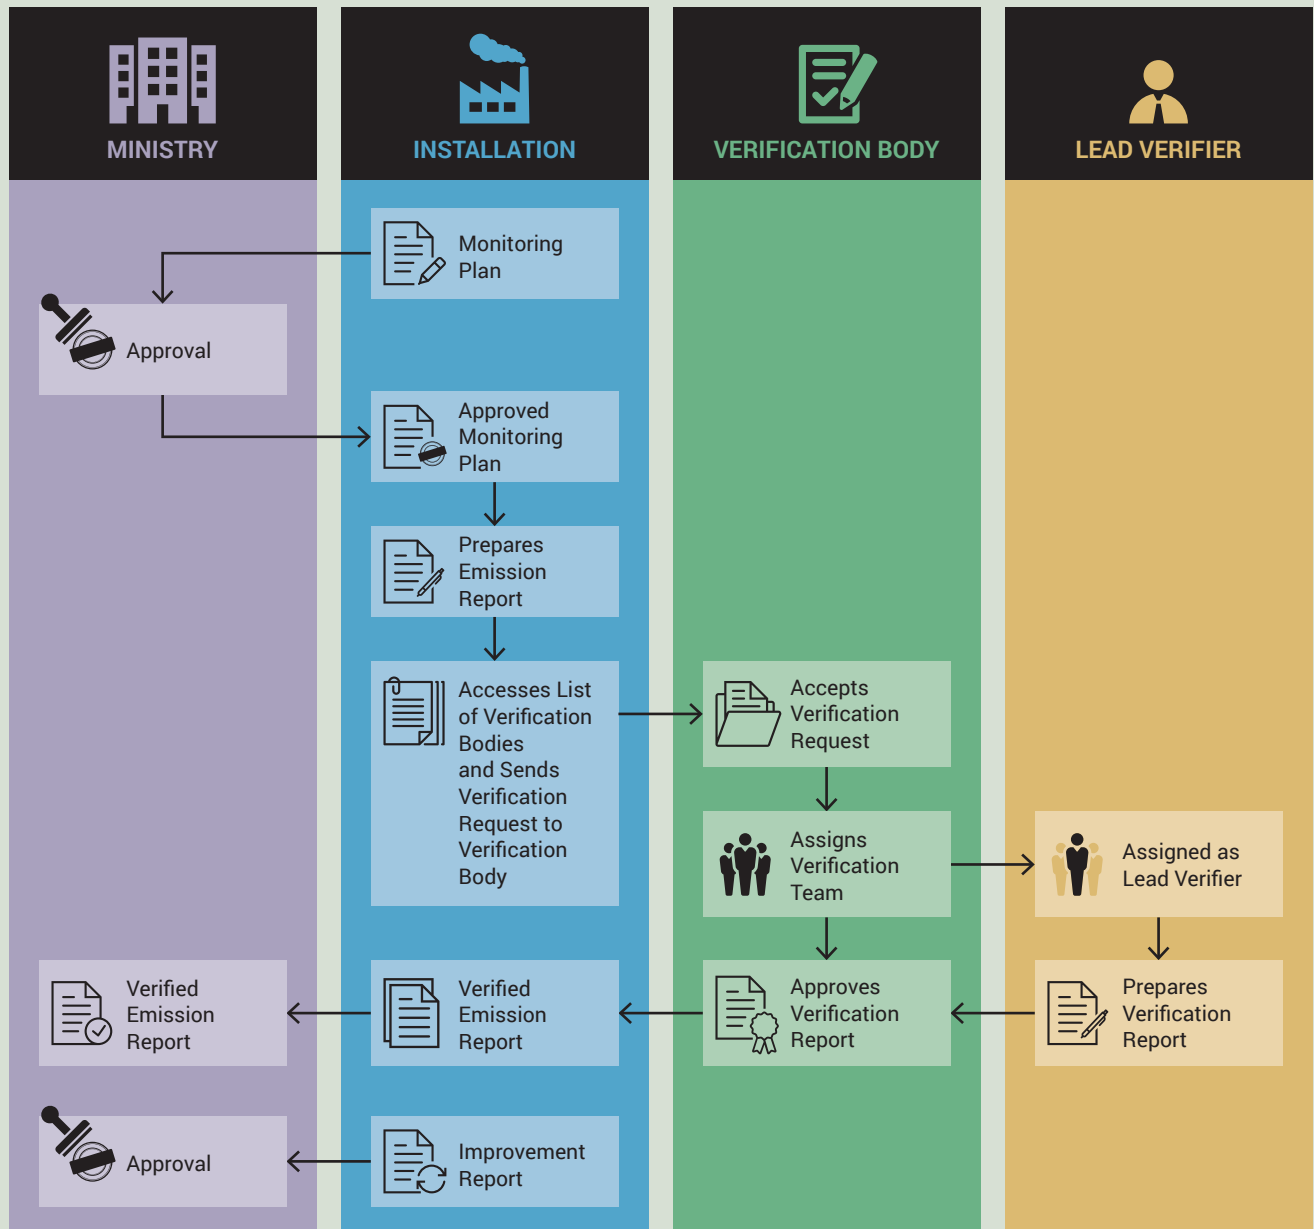 MINISTRY
INSTALLATION
VERIFICATION BODY
LEAD VERIFIER
Monitoring
Plan
Approval
Approved
Monitoring
Plan
Prepares
Emission
Report
Accesses List
of Verification
Bodies
and Sends
Verification
Request to
Verification
Body
Accepts
Verification
Request
Assigns
Verification
Team
Assigned as
Lead Verifier
Verified
Emission
Report
Verified
Emission
Report
Approves
Verification
Report
Prepares
Verification
Report
Approval
Improvement
Report